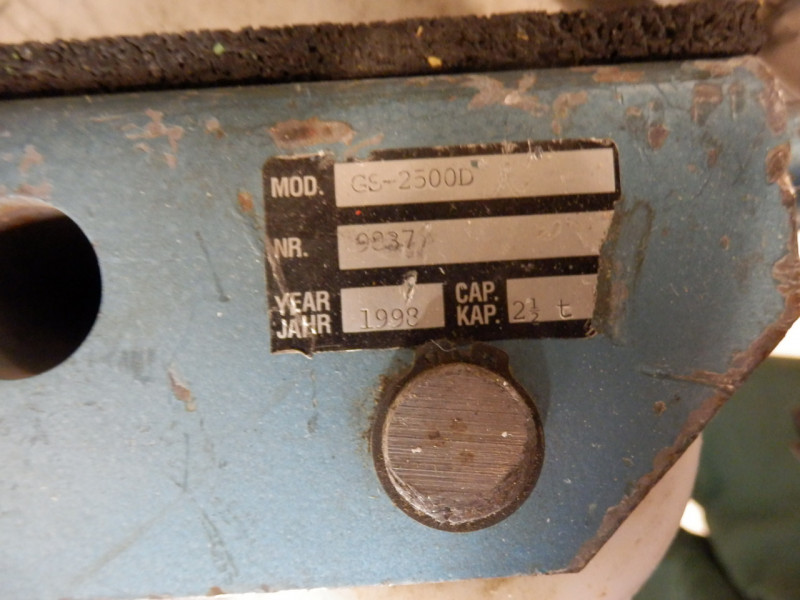 MOD. GS-2500D
NR. 9837
YEAR
JAHR 1998
CAP.
KAP. 2½ t